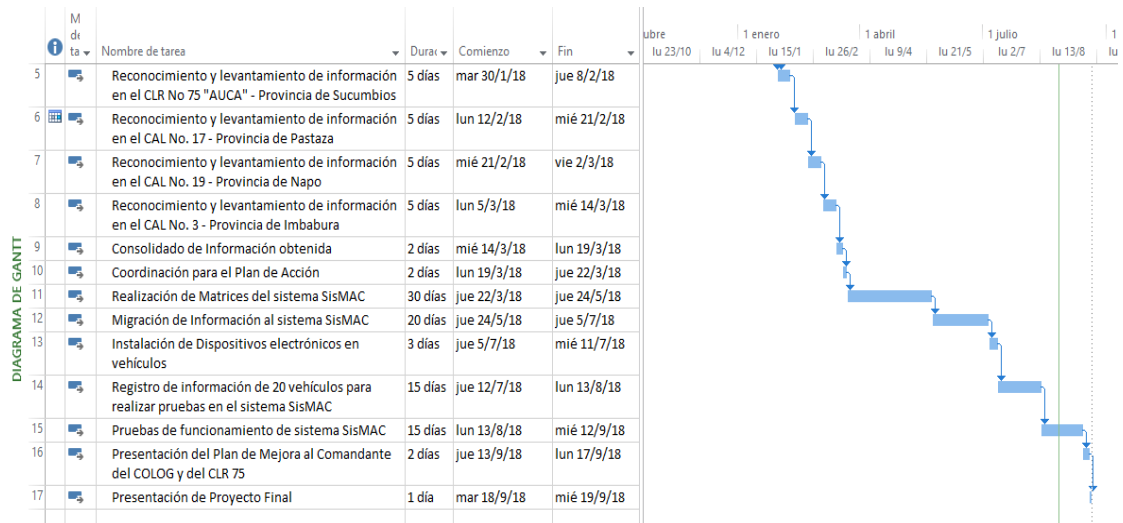 M
de
ta
Nombre de tarea
Durac
Comienzo
Fin
ubre
1 enero
1 abril
1 julio
1
lu 23/10
lu 4/12
lu 15/1
lu 26/2
lu 9/4
lu 21/5
lu 2/7
lu 13/8
lu
DIAGRAMA DE GANTT
5
Reconocimiento y levantamiento de información
en el CLR No 75 "AUCA" - Provincia de Sucumbios
5 días
mar 30/1/18
jue 8/2/18
6
Reconocimiento y levantamiento de información
en el CAL No. 17 - Provincia de Pastaza
5 días
lun 12/2/18
mié 21/2/18
7
Reconocimiento y levantamiento de información
en el CAL No. 19 - Provincia de Napo
5 días
mié 21/2/18
vie 2/3/18
8
Reconocimiento y levantamiento de información
en el CAL No. 3 - Provincia de Imbabura
5 días
lun 5/3/18
mié 14/3/18
9
Consolidado de Información obtenida
2 días
mié 14/3/18
lun 19/3/18
10
Coordinación para el Plan de Acción
2 días
lun 19/3/18
jue 22/3/18
11
Realización de Matrices del sistema SisMAC
30 días
jue 22/3/18
jue 24/5/18
12
Migración de Información al sistema SisMAC
20 días
jue 24/5/18
jue 5/7/18
13
Instalación de Dispositivos electrónicos en
vehículos
3 días
jue 5/7/18
mié 11/7/18
14
Registro de información de 20 vehículos para
realizar pruebas en el sistema SisMAC
15 días
jue 12/7/18
lun 13/8/18
15
Pruebas de funcionamiento de sistema SisMAC
15 días
lun 13/8/18
mié 12/9/18
16
Presentación del Plan de Mejora al Comandante
del COLOG y del CLR 75
2 días
jue 13/9/18
lun 17/9/18
17
Presentación de Proyecto Final
1 día
mar 18/9/18
mié 19/9/18